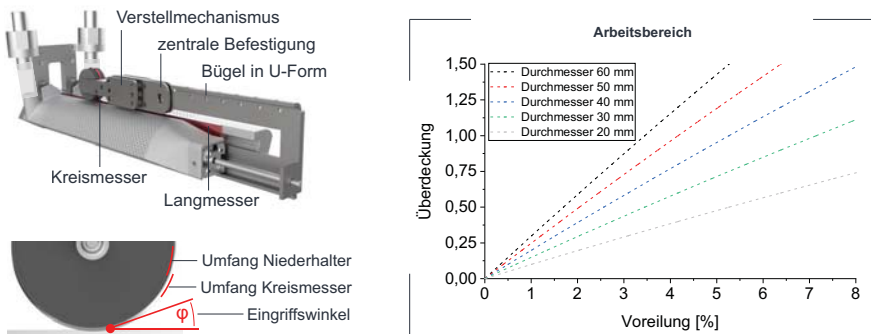 Verstellmechanismus
zentrale Befestigung
Bügel in U-Form
Kreismesser
Langmesser
Umfang Niederhalter
Umfang Kreismesser
Eingriffswinkel
φ
Arbeitsbereich
Überdeckung
1,50
1,25
1,00
0,75
0,50
0,25
0,00
Durchmesser 60 mm
Durchmesser 50 mm
Durchmesser 40 mm
Durchmesser 30 mm
Durchmesser 20 mm
0 1 2 3 4 5 6 7 8
Voreilung [%]